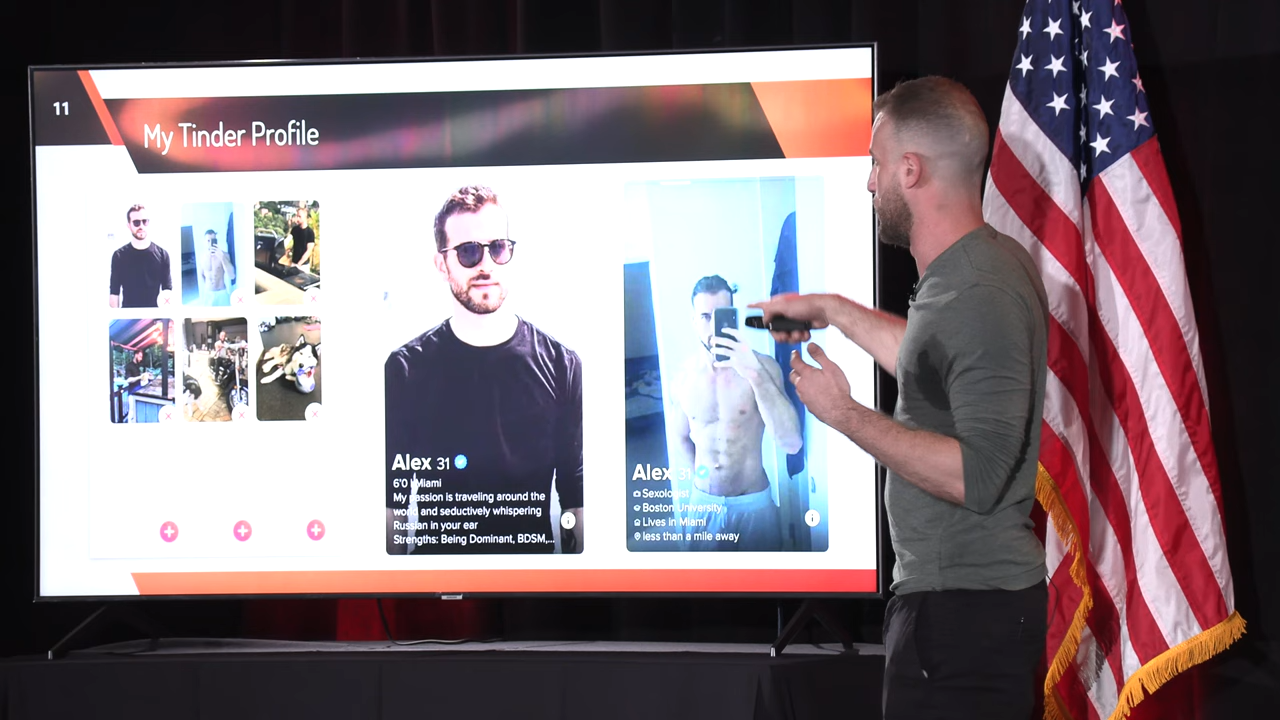 11
My Tinder Profile
Alex 31
6'0 | Miami
My passion is traveling around the
world and seductively whispering
Russian in your ear
Strengths: Being Dominant, BDSM,...
Alex 31
Sexologist
Boston University
Lives in Miami
less than a mile away